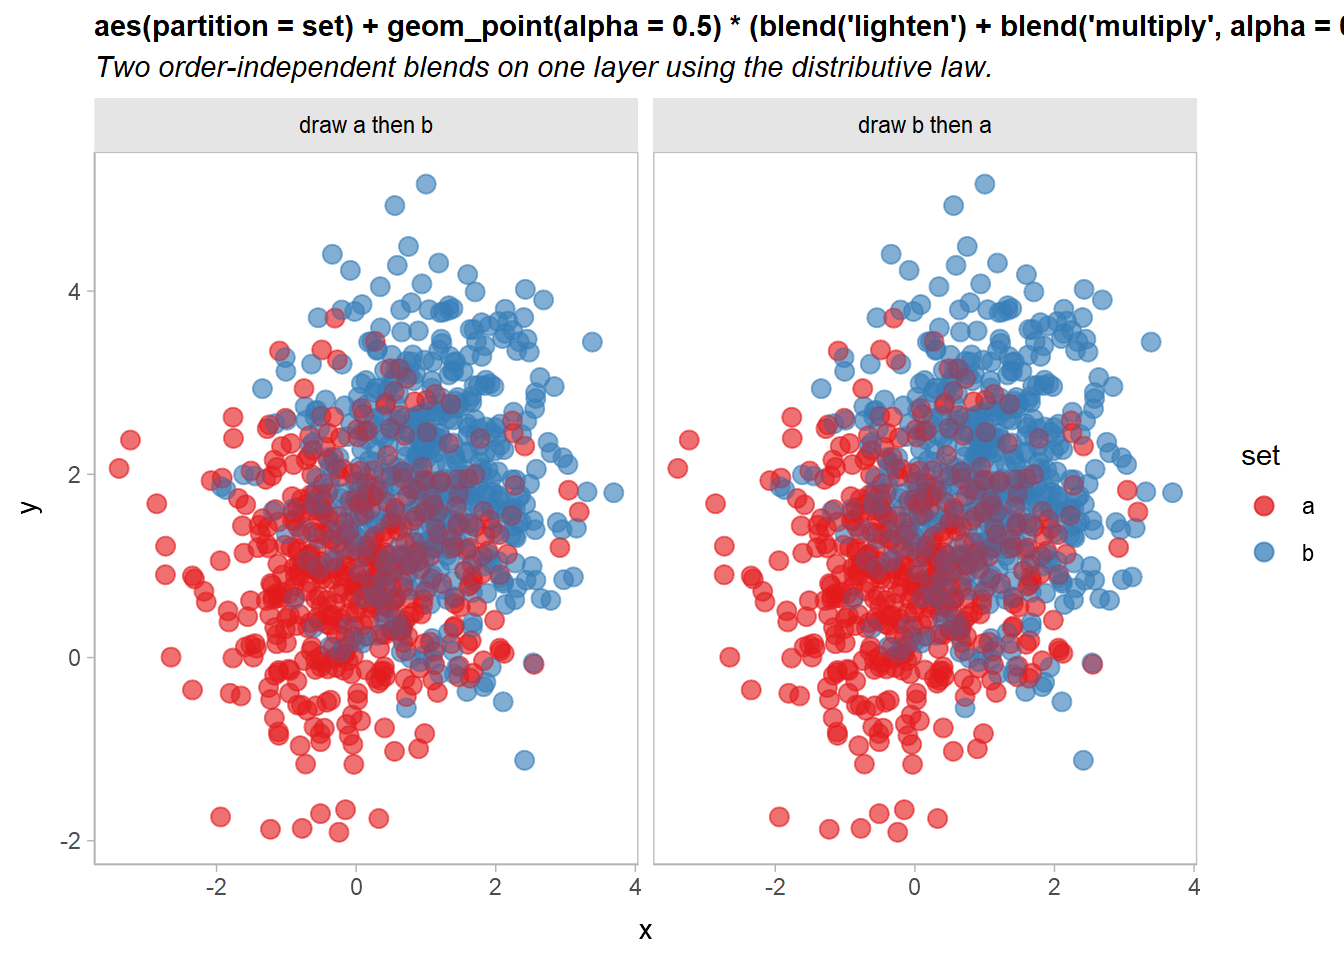 aes(partition = set) + geom_point(alpha = 0.5) * (blend('lighten') + blend('multiply', alpha =
Two order-independent blends on one layer using the distributive law.
draw a then b
draw b then a
4
2
0
-2
y
-2 0 2 4
-2 0 2 4
x
set
a
b